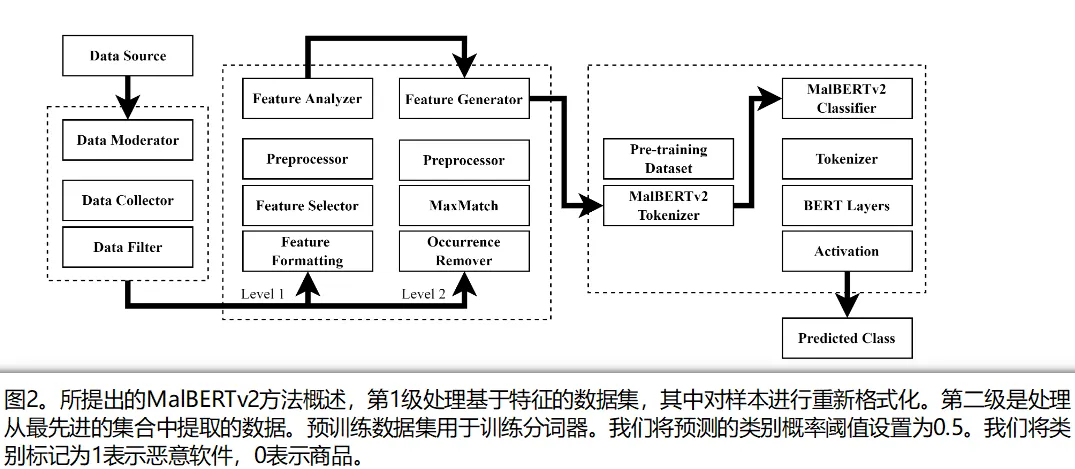 Data Source
Data Moderator
Data Collector
Data Filter
Feature Analyzer
Preprocessor
Feature Selector
Feature
Formatting
Level 1
Feature Generator
Preprocessor
MaxMatch
Occurrence
Remover
Level 2
Pre-training
Dataset
MalBERTv2
Tokenizer
MalBERTv2
Classifier
Tokenizer
BERT Layers
Activation
Predicted Class
图2。所提出的MalBERTv2方法概述，第1级处理基于特征的数据集，其中对样本进行重新格式化。第二级是处理
从最先进的集合中提取的数据。预训练数据集用于训练分词器。我们将预测的类别概率阈值设置为0.5。我们将类
别标记为1表示恶意软件，0表示商品。